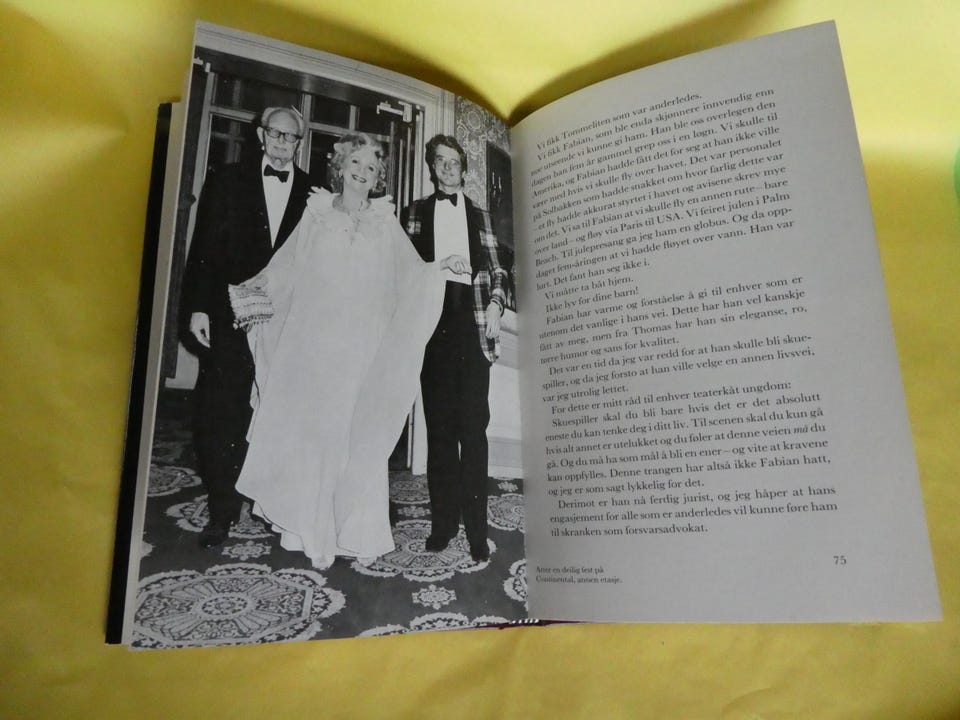 Vi fikk Tommeliten som var anderledes.
Vi fikk Fabian, som ble enda skjønnere innvendig enn
noe utseende vi kunne gi ham. Han ble oss overlegen den
dagen han fem år gammel grep oss i en løgn. Vi skulle til
Amerika, og Fabian hadde fått det for seg at han ikke ville
være med hvis vi skulle fly over havet. Det var personalet
på Solbakken som hadde snakket om hvor farlig dette var
– et fly hadde akkurat styrtet i havet og avisene skrev mye
om det. Vi sa til Fabian at vi skulle fly en annen rute – bare
over land – og fløy via Paris til USA. Vi feiret julen i Palm
Beach. Til julepresang ga jeg ham en globus. Og da opp-
daget fem-åringen at vi hadde fløyet over vann. Han var
lurt. Det fant han seg ikke i.
Vi måtte ta båt hjem.
Ikke lyv for dine barn!
Fabian har varme og forståelse å gi til enhver som er
utenom det vanlige i hans vei. Dette har han vel kanskje
fått av meg, men fra Thomas har han sin eleganse, ro,
tørre humor og sans for kvalitet.
Det var en tid da jeg var redd for at han skulle bli skue-
spiller, og da jeg forsto at han ville velge en annen livsvei,
var jeg utrolig lettet.
For dette er mitt råd til enhver teaterkåt ungdom:
Skuespiller skal du bli bare hvis det er det absolutt
eneste du kan tenke deg i ditt liv. Til scenen skal du kun gå
hvis alt annet er utelukket og du føler at denne veien må du
gå. Og du må ha som mål å bli en ener – og vite at kravene
kan oppfylles. Denne trangen har altså ikke Fabian hatt,
og jeg er som sagt lykkelig for det.
Derimot er han nå ferdig jurist, og jeg håper at hans
engasjement for alle som er anderledes vil kunne føre ham
til skranken som forsvarsadvokat.
75
Atter en deilig fest på
Continental, annen etasje.